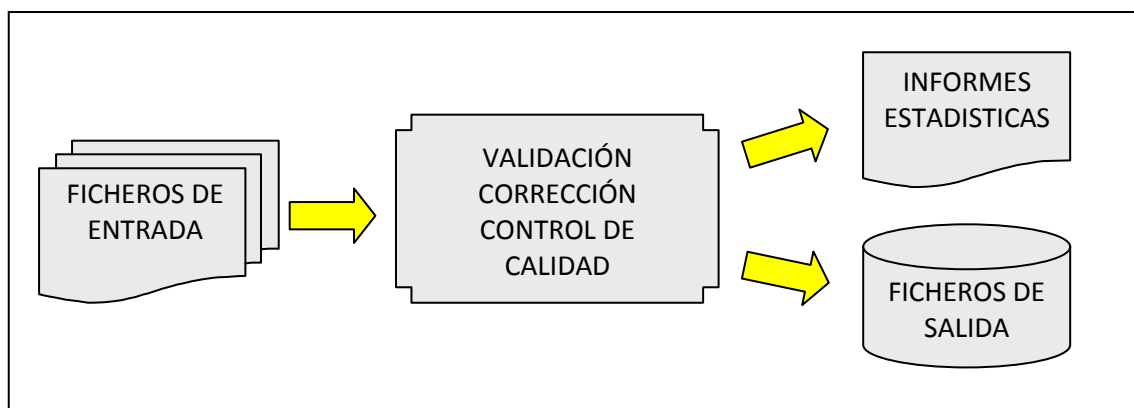 FICHEROS DE
ENTRADA
VALIDACIÓN
CORRECCIÓN
CONTROL DE
CALIDAD
INFORMES
ESTADISTICAS
FICHEROS DE
SALIDA